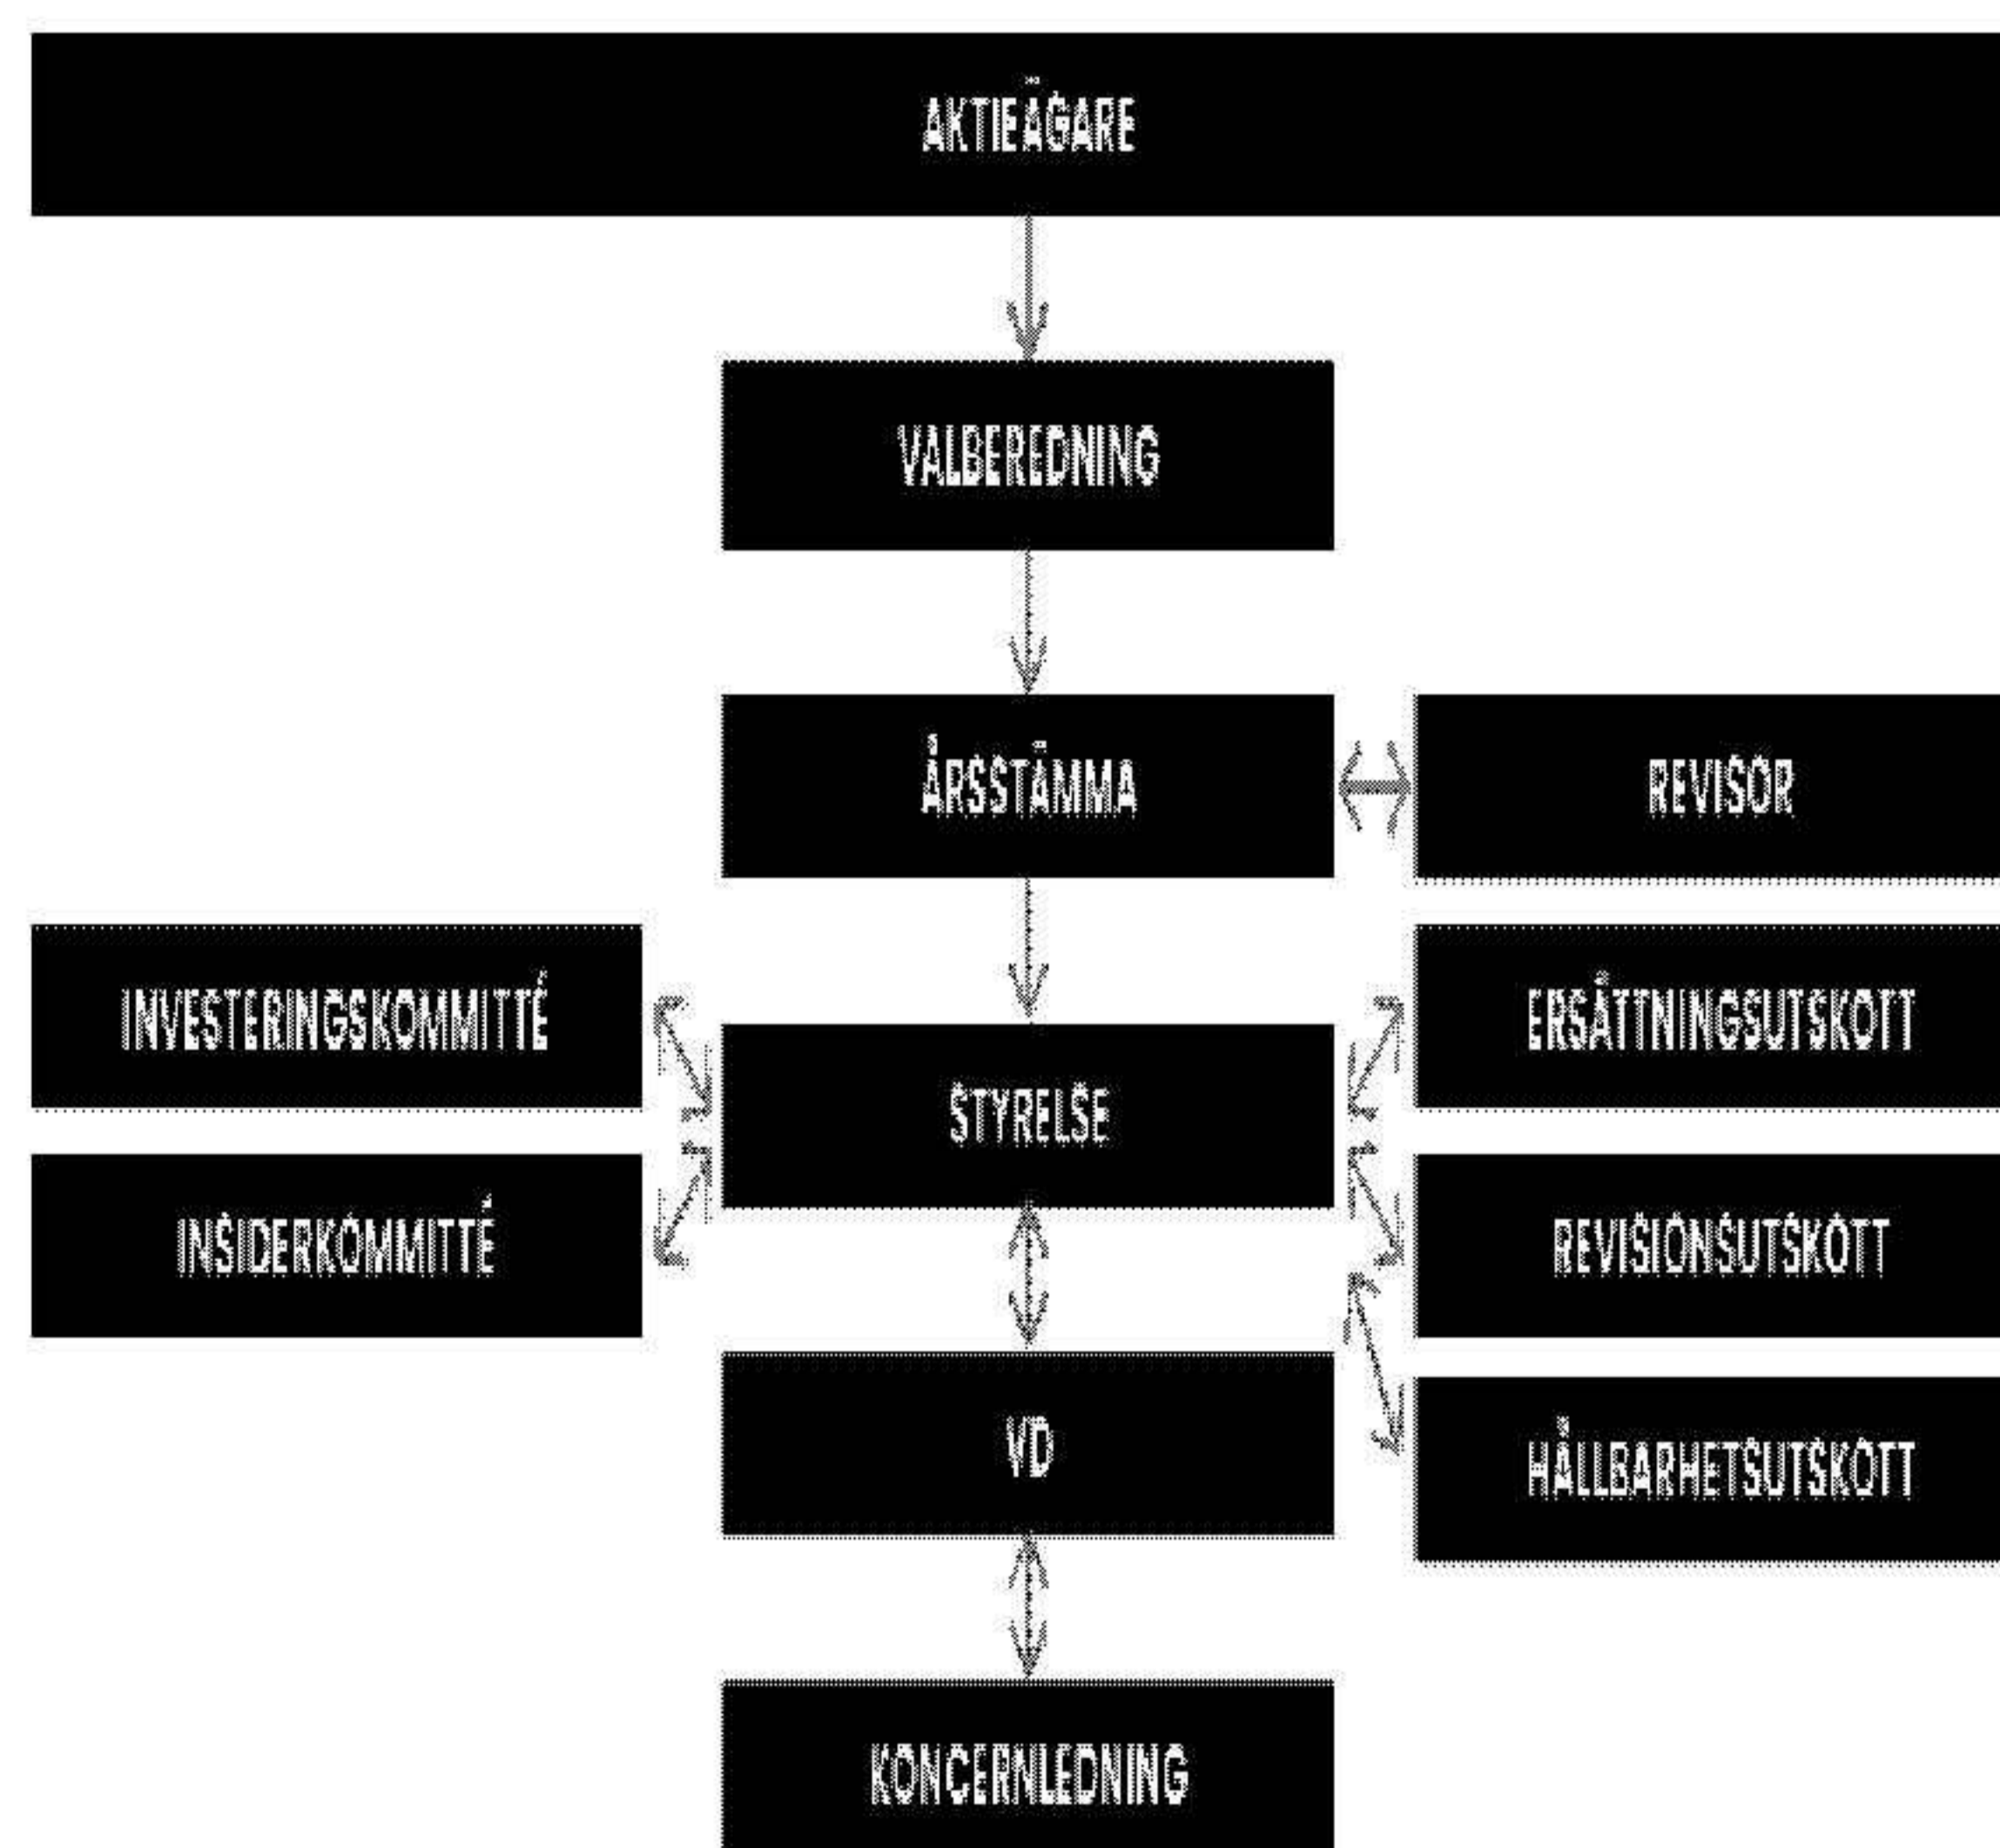 AKTIEÄGARE
VALBEREDNING
ÅRSSTÄMMA
REVISOR
INVESTERINGSKOMMITTÉ
ERSÄTTNINGSUTSKOTT
STYRELSE
INSIDERKOMMITTÉ
REVISIONSUTSKOTT
VD
HÅLLBARHETSUTSKOTT
KONCERNLEDNING